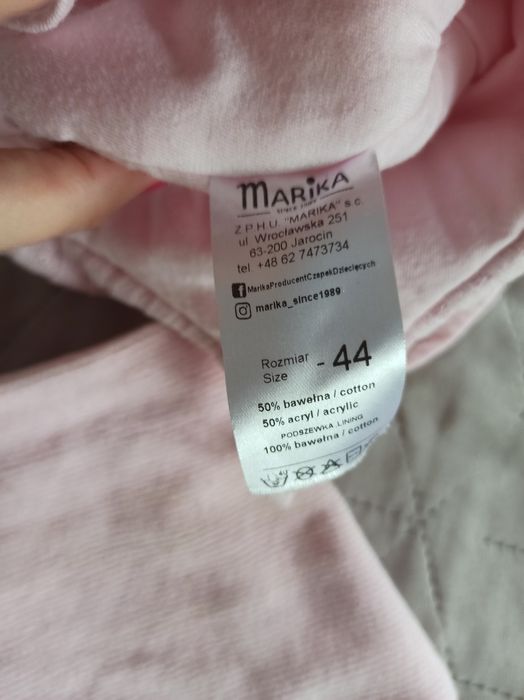 MARiKA
SINCE 1989
Z.P.H.U. "MARIKA" s.c.
ul. Wrocławska 251
63-200 Jarocin
tel. +48 62 7473734
MarikaProducentCzapekDziecięcych
marika_since1989
Rozmiar - 44
Size
50% bawełna / cotton
50% acryl / acrylic
PODSZEWKA LINING
100% bawełna / cotton